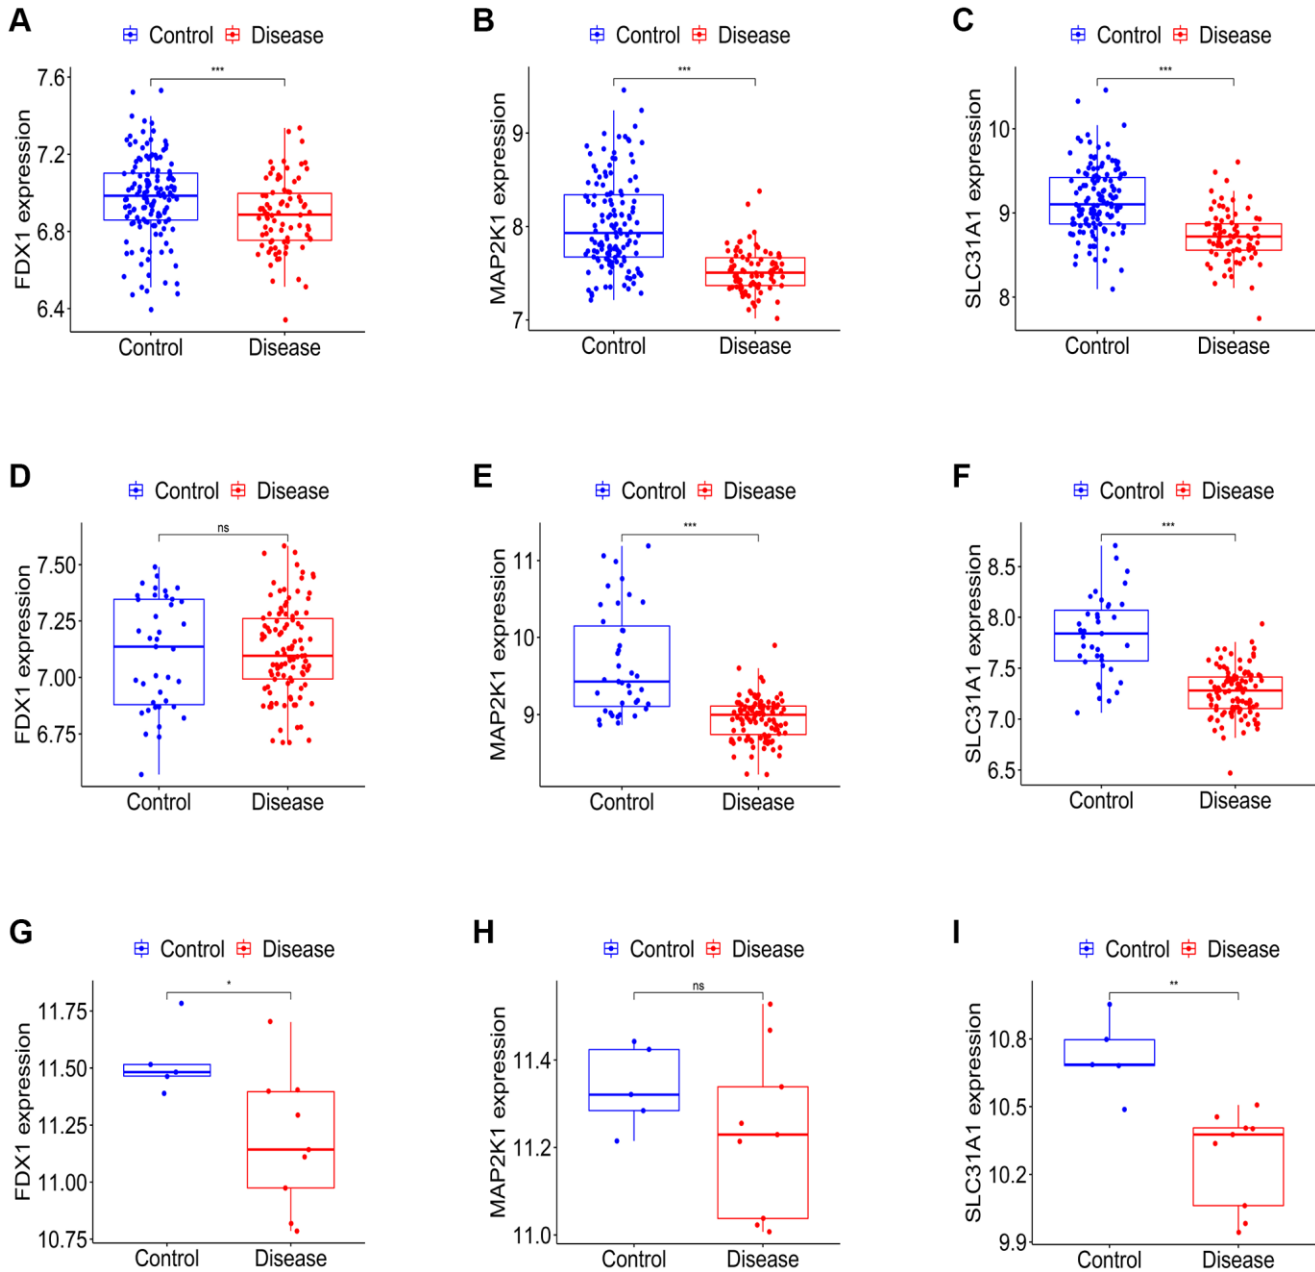 A
Control Disease
***
FDX1 expression
7.6
7.2
6.8
6.4
Control Disease
B
Control Disease
***
MAP2K1 expression
9
8
7
Control Disease
C
Control Disease
***
SLC31A1 expression
10
9
8
Control Disease
D
Control Disease
ns
FDX1 expression
7.50
7.25
7.00
6.75
Control Disease
E
Control Disease
***
MAP2K1 expression
11
10
9
Control Disease
F
Control Disease
***
SLC31A1 expression
8.5
8.0
7.5
7.0
6.5
Control Disease
G
Control Disease
*
FDX1 expression
11.75
11.50
11.25
11.00
10.75
Control Disease
H
Control Disease
ns
MAP2K1 expression
11.4
11.2
11.0
Control Disease
I
Control Disease
**
SLC31A1 expression
10.8
10.5
10.2
9.9
Control Disease